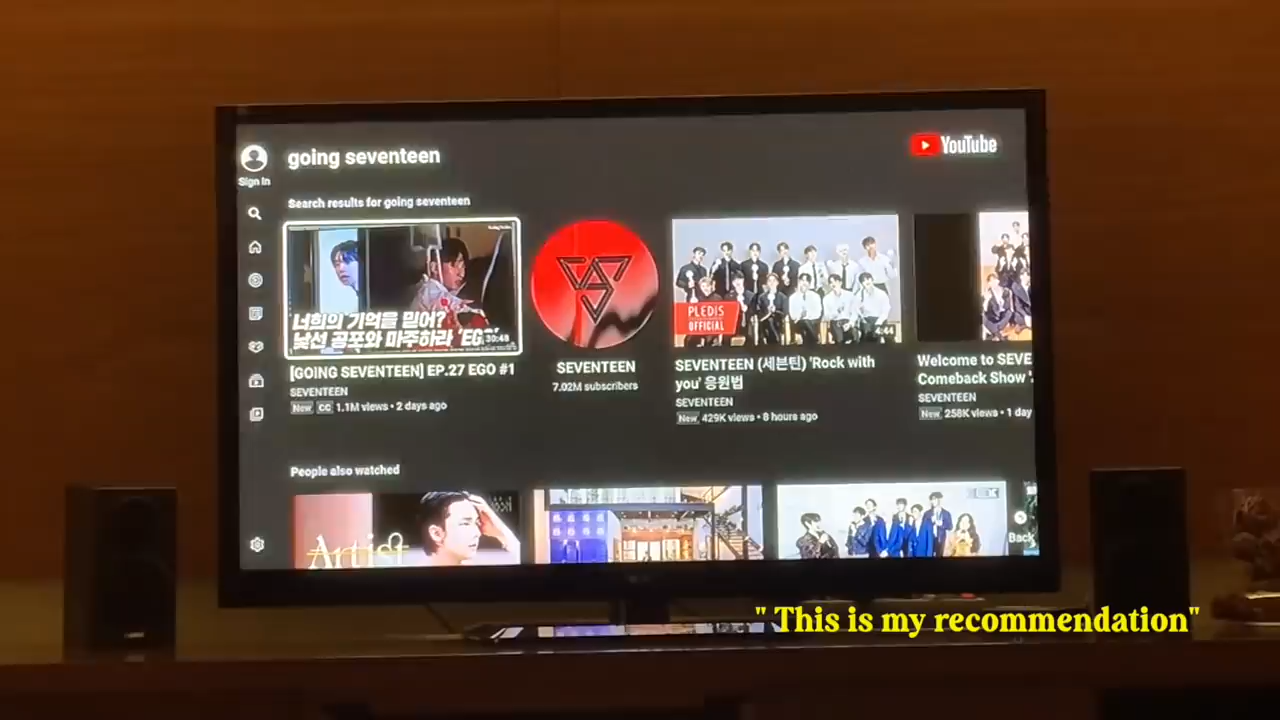 going seventeen
YouTube
Sign In
Search results for going seventeen
너희의 기억을 믿어?
낯선 공포와 마주하라 'EGO'
30:48
[GOING SEVENTEEN] EP.27 EGO #1
SEVENTEEN
New CC 1.1M views • 2 days ago
SEVENTEEN
7.02M subscribers
PLEDIS
OFFICIAL
4:44
SEVENTEEN (세븐틴) 'Rock with
you' 응원법
SEVENTEEN
New 429K views • 8 hours ago
Welcome to SEVE
Comeback Show '
SEVENTEEN
New 258K views • 1 day
People also watched
Artist
Back
" This is my recommendation"